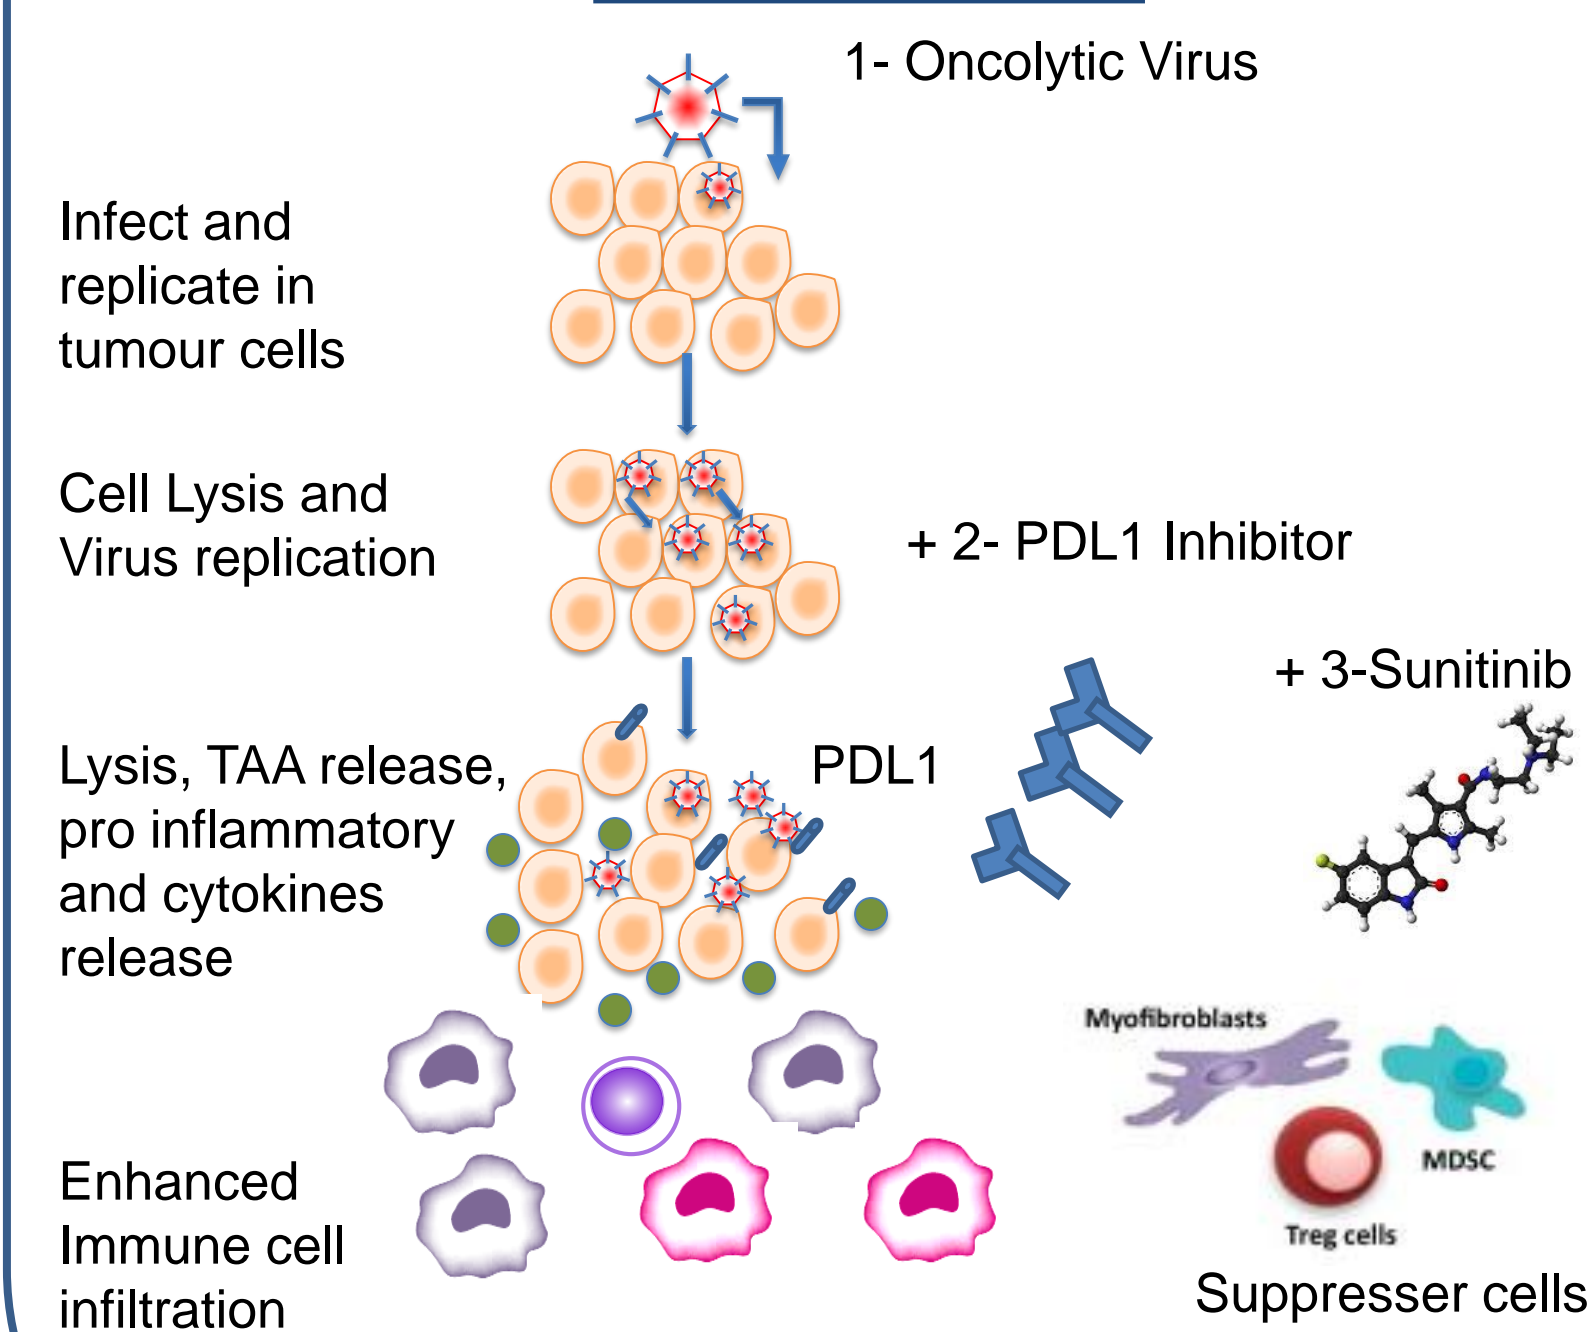 1- Oncolytic Virus
Infect and
replicate in
tumour cells
Cell Lysis and
Virus replication
+ 2- PDL1 Inhibitor
+ 3-Sunitinib
Lysis, TAA release,
pro inflammatory
and cytokines
release
PDL1
Myofibroblasts
MDSC
Treg cells
Suppresser cells
Enhanced
Immune cell
infiltration